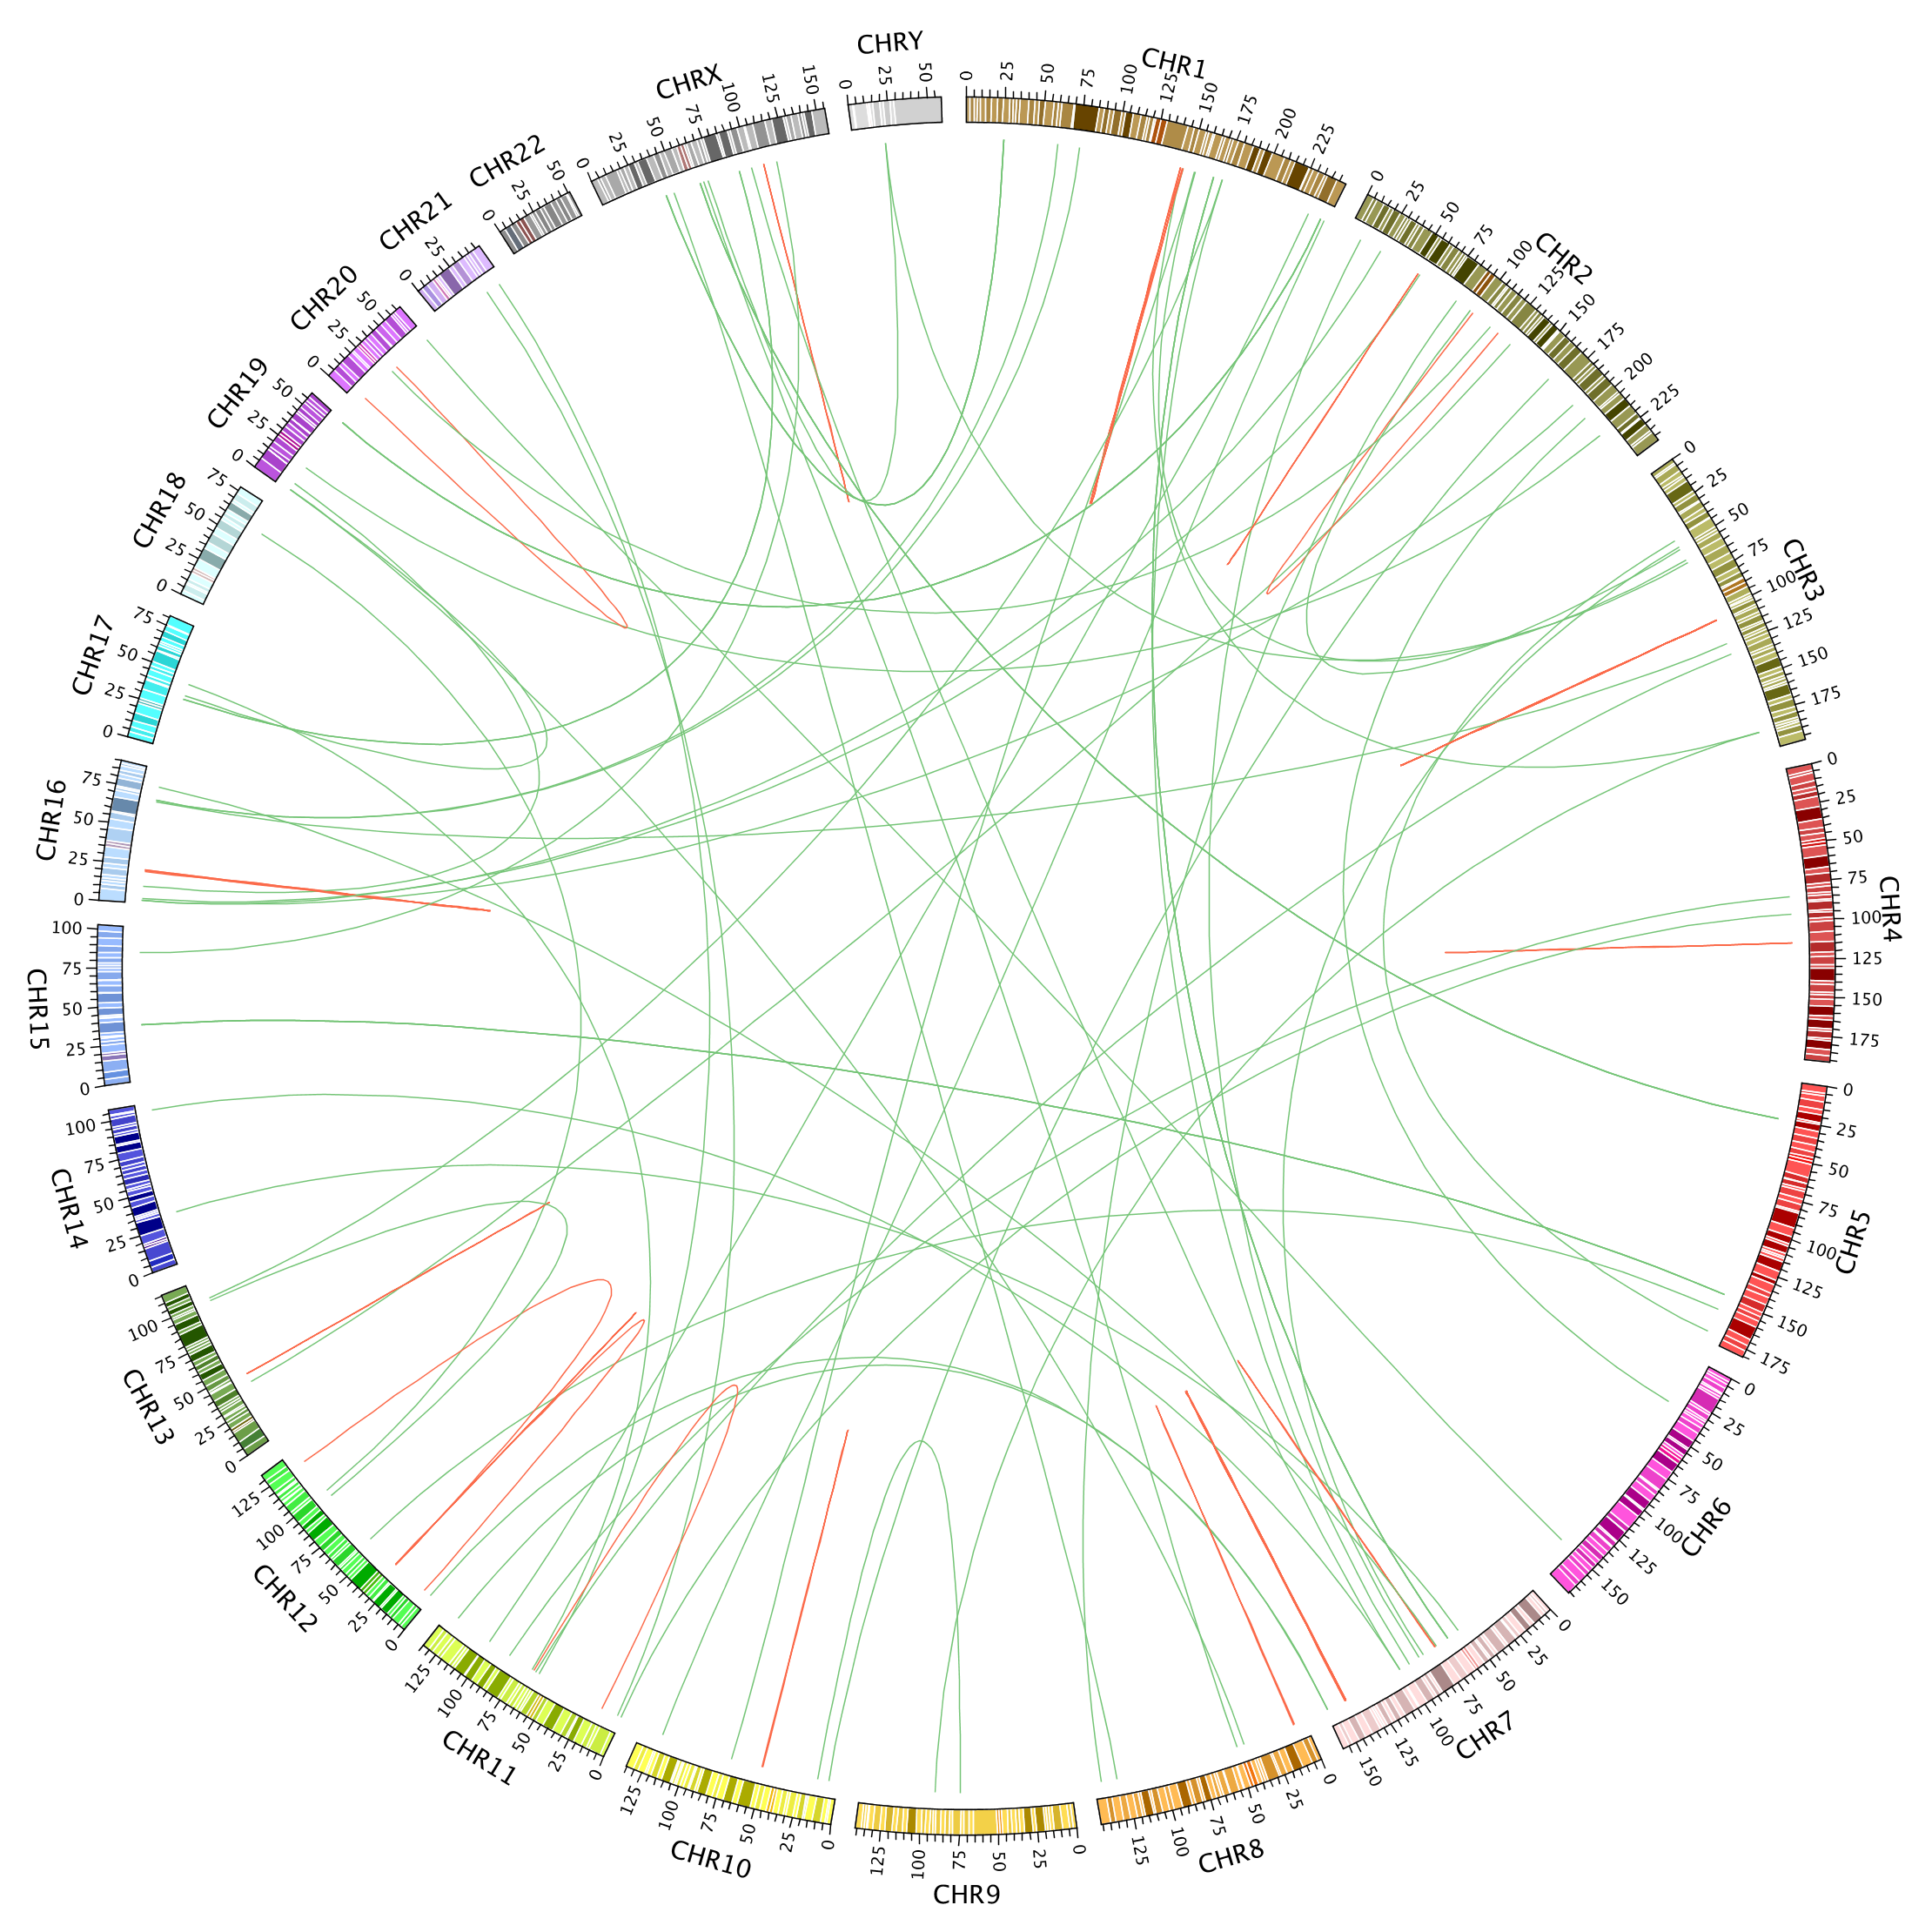 CHR1
0 25 50 75 100 125 150 175 200 225
CHR2
0 25 50 75 100 125 150 175 200 225
CHR3
0 25 50 75 100 125 150 175
CHR4
0 25 50 75 100 125 150 175
CHR5
0 25 50 75 100 125 150 175
CHR6
0 25 50 75 100 125 150
CHR7
0 25 50 75 100 125 150
CHR8
0 25 50 75 100 125
CHR9
0 25 50 75 100 125
CHR10
0 25 50 75 100 125
CHR11
0 25 50 75 100 125
CHR12
0 25 50 75 100 125
CHR13
0 25 50 75 100
CHR14
0 25 50 75 100
CHR15
0 25 50 75 100
CHR16
0 25 50 75
CHR17
0 25 50 75
CHR18
0 25 50 75
CHR19
0 25 50
CHR20
0 25 50
CHR21
0 25
CHR22
0 25 50
CHRX
0 25 50 75 100 125 150
CHRY
0 25 50